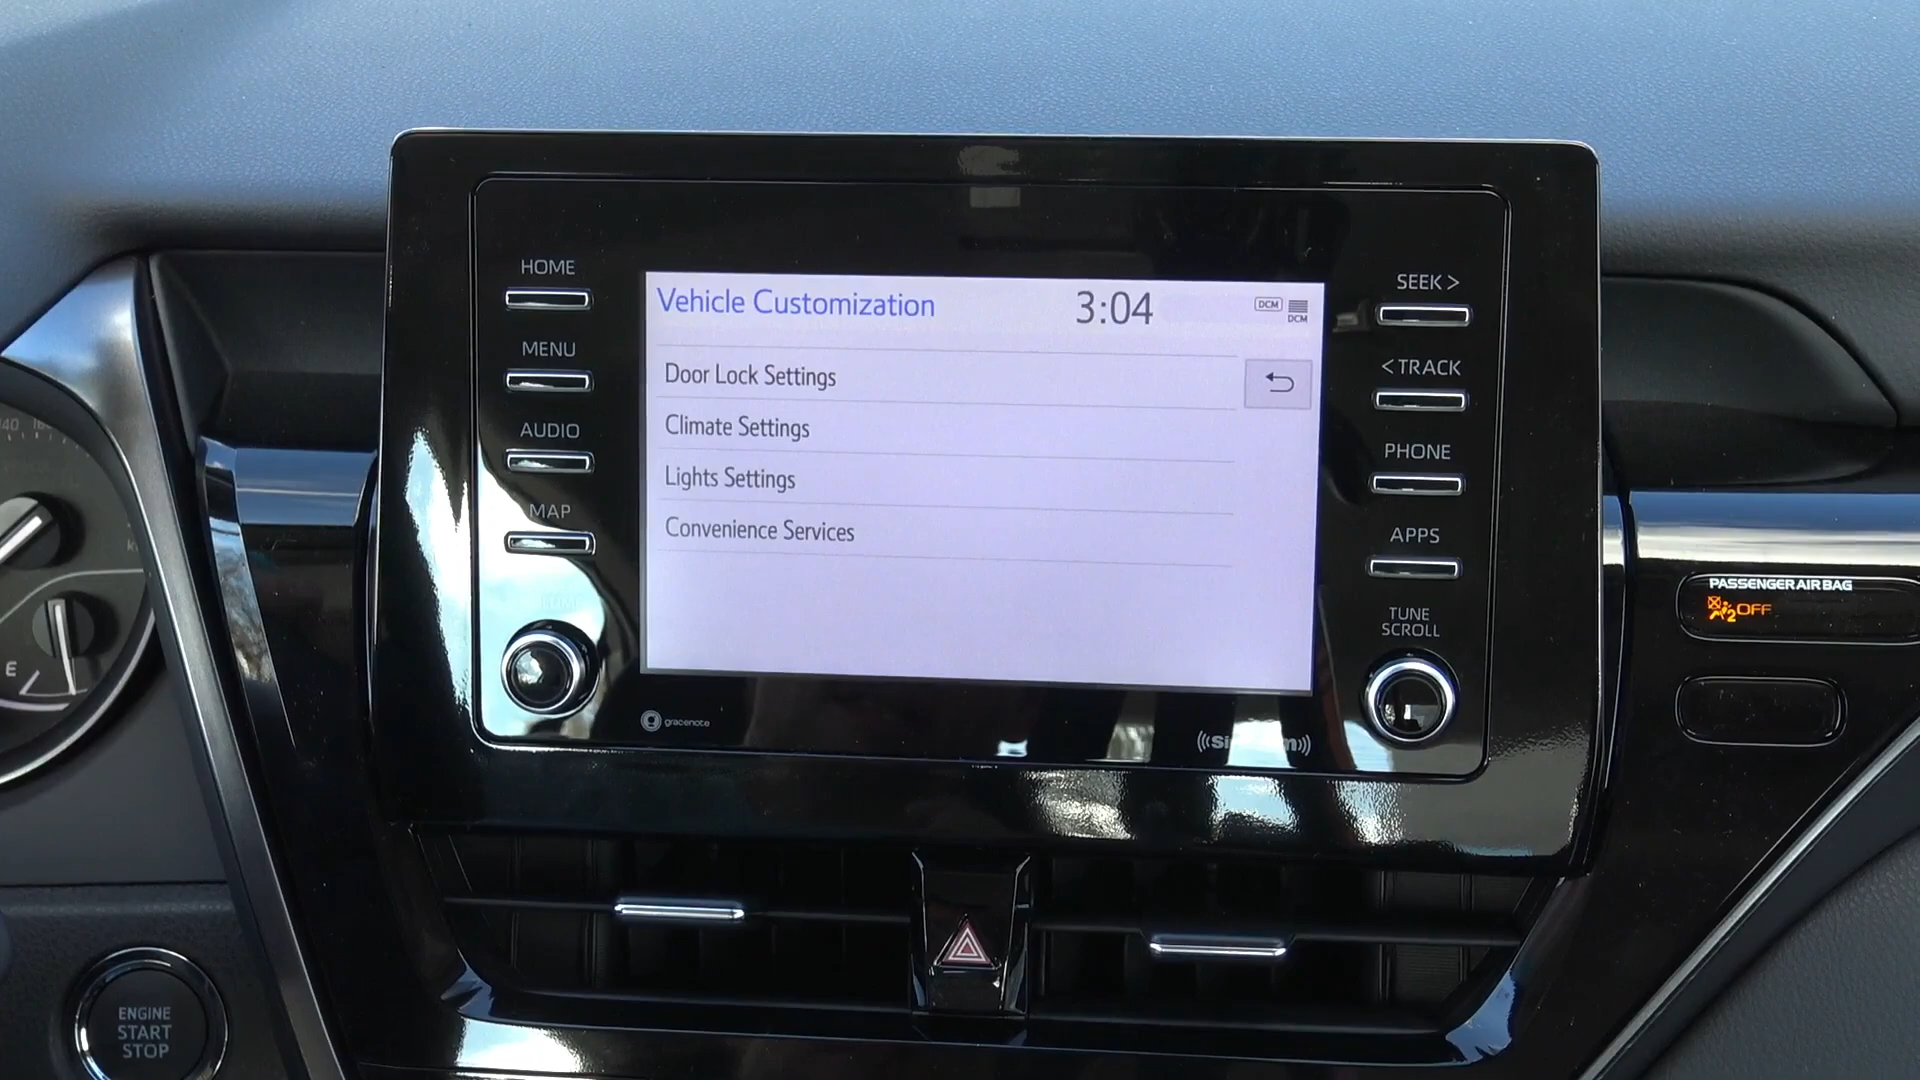 HOME
MENU
AUDIO
MAP
Vehicle Customization
3:04
DCM
DCM
Door Lock Settings
Climate Settings
Lights Settings
Convenience Services
SEEK >
< TRACK
PHONE
APPS
TUNE
SCROLL
gracenote
PASSENGER AIR BAG
2 OFF
E
ENGINE
START
STOP